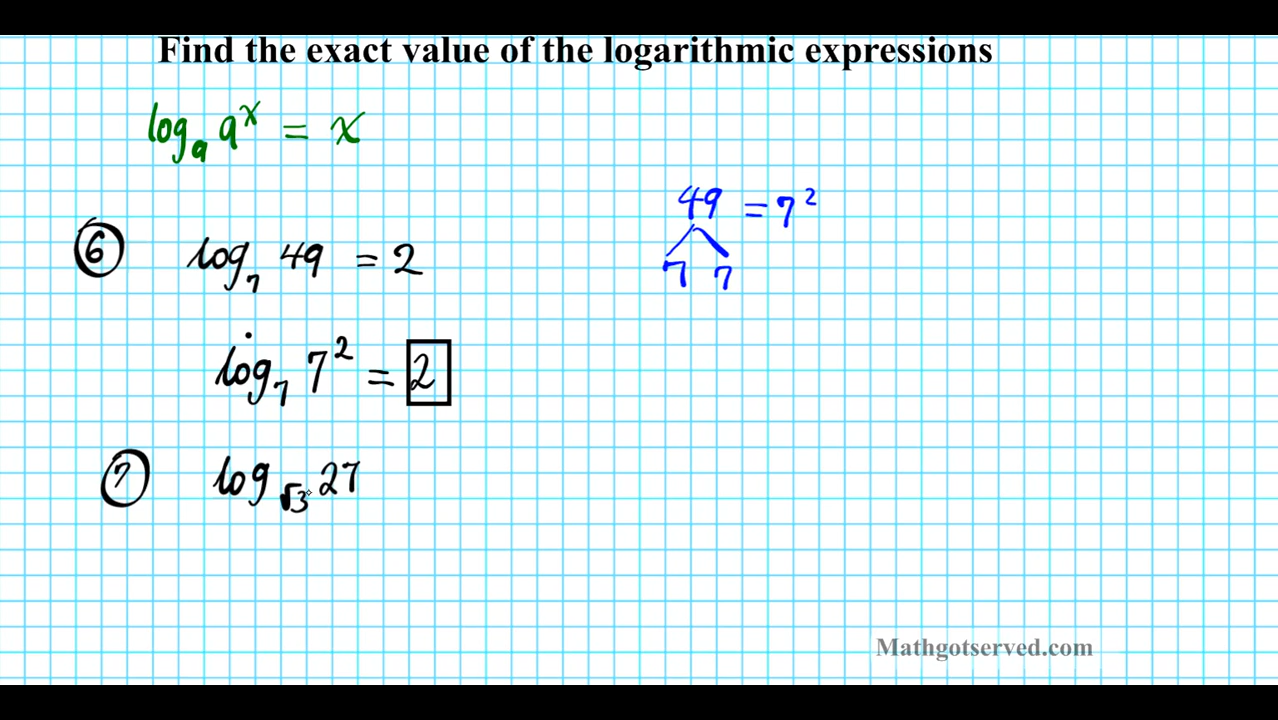 Find the exact value of the logarithmic expressions
logₐ aˣ = x
49 = 7²
7 7
⑥ log₇ 49 = 2
log₇ 7² = 2
⑦ log_√3 27
Mathgotserved.com